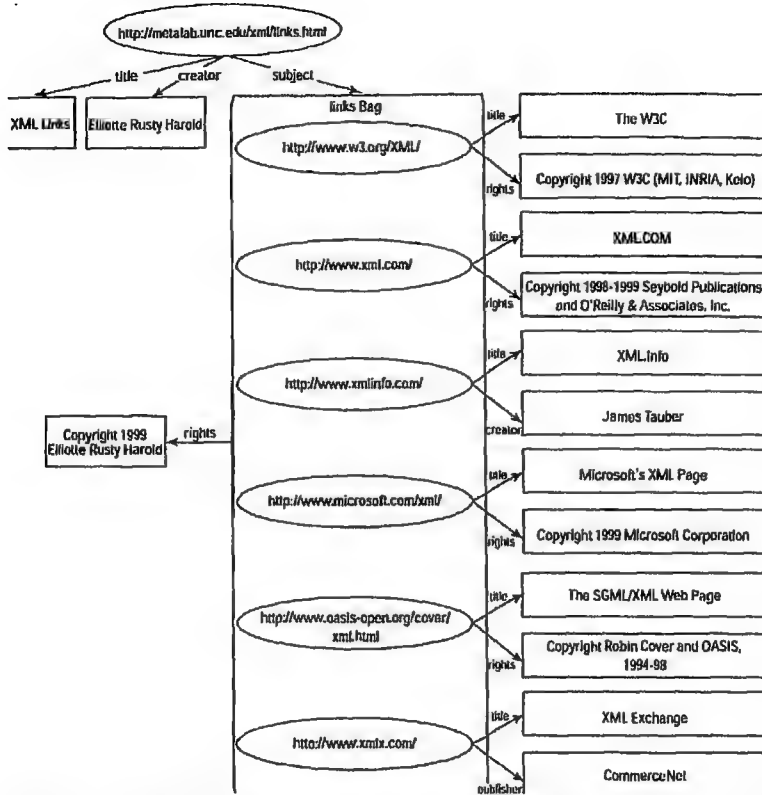 http://metalab.unc.edu/xml/links.html
title
creator
subject
XML Links
Elliotte Rusty Harold
links Bag
http://www.w3.org/XML/
title
The W3C
rights
Copyright 1997 W3C (MIT, INRIA, Keio)
http://www.xml.com/
title
XML.COM
rights
Copyright 1998-1999 Seybold Publications
and O'Reilly & Associates, Inc.
http://www.xmlinfo.com/
title
XML.Info
creator
James Tauber
Copyright 1999
Elliotte Rusty Harold
rights
http://www.microsoft.com/xml/
title
Microsoft's XML Page
rights
Copyright 1999 Microsoft Corporation
http://www.oasis-open.org/cover/
xml.html
title
The SGML/XML Web Page
rights
Copyright Robin Cover and OASIS,
1994-98
http://www.xmlx.com/
title
XML Exchange
publisher
CommerceNet